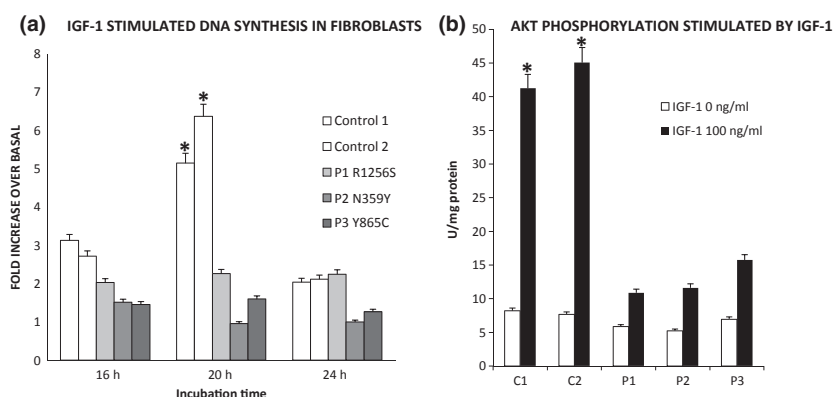 (a) IGF-1 STIMULATED DNA SYNTHESIS IN FIBROBLASTS
8
7
6
5
4
3
2
1
0
FOLD INCREASE OVER BASAL
*
*
Control 1
Control 2
P1 R1256S
P2 N359Y
P3 Y865C
16 h
20 h
24 h
Incubation time
(b) AKT PHOSPHORYLATION STIMULATED BY IGF-1
50
45
40
35
30
25
20
15
10
5
0
U/mg protein
*
*
IGF-1 0 ng/ml
IGF-1 100 ng/ml
C1
C2
P1
P2
P3